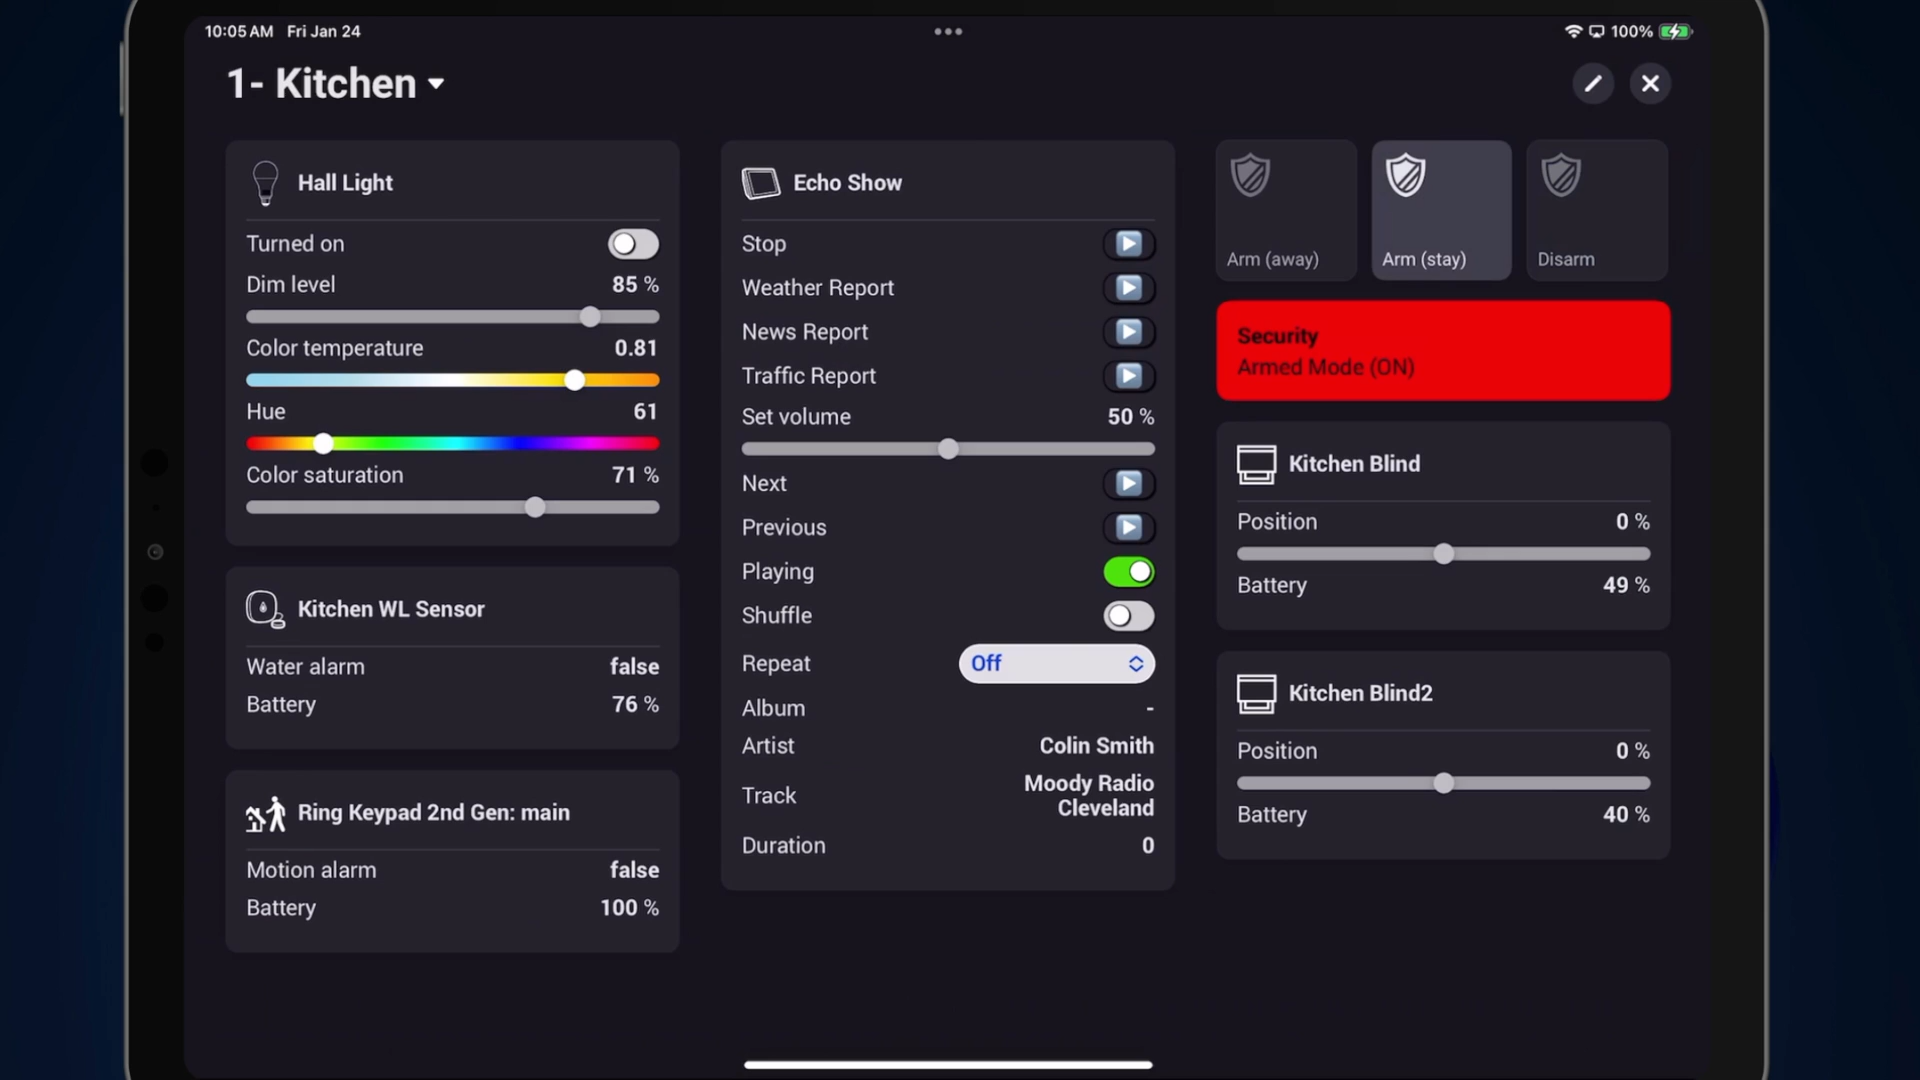 10:05 AM Fri Jan 24
100%
1- Kitchen
Hall Light
Turned on
Dim level 85 %
Color temperature 0.81
Hue 61
Color saturation 71 %
Kitchen WL Sensor
Water alarm false
Battery 76 %
Ring Keypad 2nd Gen: main
Motion alarm false
Battery 100 %
Echo Show
Stop
Weather Report
News Report
Traffic Report
Set volume 50 %
Next
Previous
Playing
Shuffle
Repeat Off
Album -
Artist Colin Smith
Track Moody Radio
Cleveland
Duration 0
Arm (away) Arm (stay) Disarm
Security
Armed Mode (ON)
Kitchen Blind
Position 0 %
Battery 49 %
Kitchen Blind2
Position 0 %
Battery 40 %